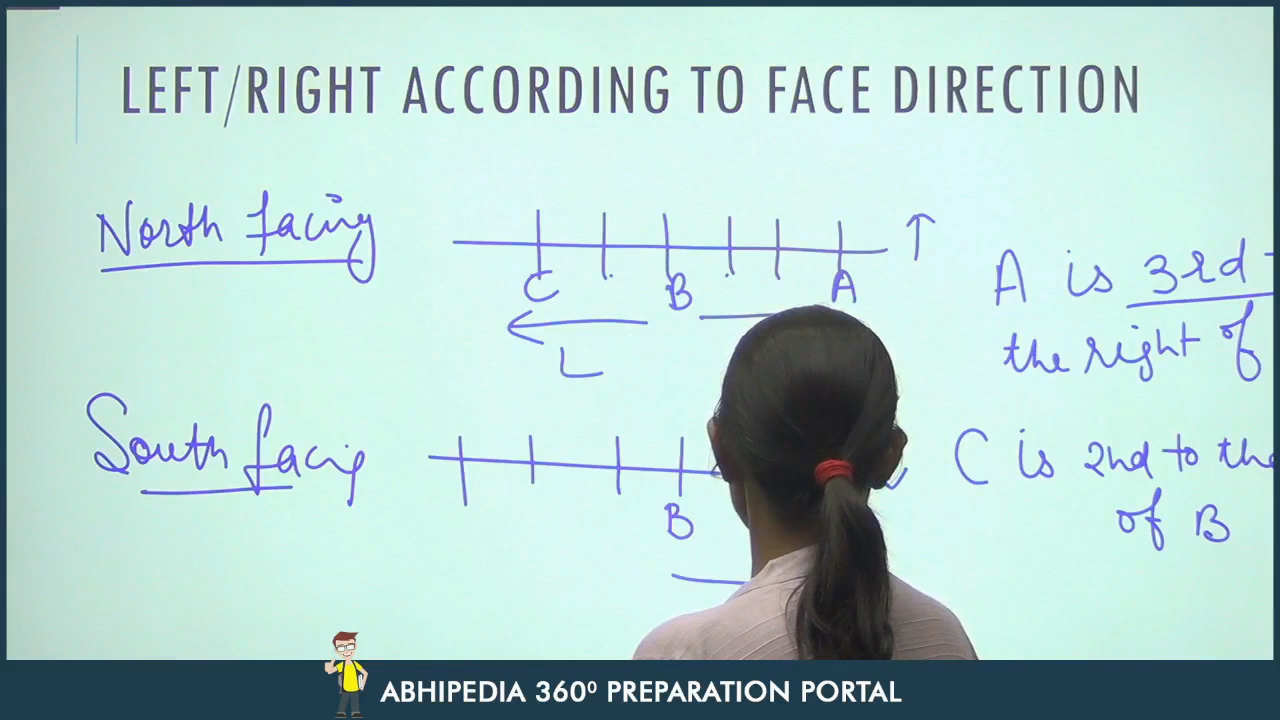 LEFT/RIGHT ACCORDING TO FACE DIRECTION
North facing
C B A
L
A is 3rd
the right of
South facing
B
C is 2nd to the
of B
ABHIPEDIA 360⁰ PREPARATION PORTAL